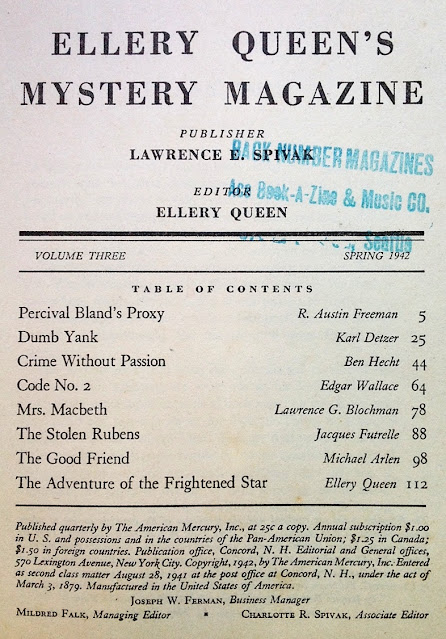 ELLERY QUEEN'S
MYSTERY MAGAZINE
PUBLISHER
LAWRENCE E. SPIVAK
BACK NUMBER MAGAZINES
EDITOR
Ace Book-A-Zine & Music CO.
ELLERY QUEEN
Seattle
VOLUME THREE SPRING 1942
TABLE OF CONTENTS
Percival Bland's Proxy R. Austin Freeman 5
Dumb Yank Karl Detzer 25
Crime Without Passion Ben Hecht 44
Code No. 2 Edgar Wallace 64
Mrs. Macbeth Lawrence G. Blochman 78
The Stolen Rubens Jacques Futrelle 88
The Good Friend Michael Arlen 98
The Adventure of the Frightened Star Ellery Queen 112
Published quarterly by The American Mercury, Inc., at 25c a copy. Annual subscription $1.00
in U. S. and possessions and in the countries of the Pan-American Union; $1.25 in Canada;
$1.50 in foreign countries. Publication office, Concord, N. H. Editorial and General offices,
570 Lexington Avenue, New York City. Copyright, 1942, by The American Mercury, Inc. Entered
as second class matter August 28, 1941 at the post office at Concord, N. H., under the act of
March 3, 1879. Manufactured in the United States of America.
JOSEPH W. FERMAN, Business Manager
MILDRED FALK, Managing Editor ▪ CHARLOTTE R. SPIVAK, Associate Editor